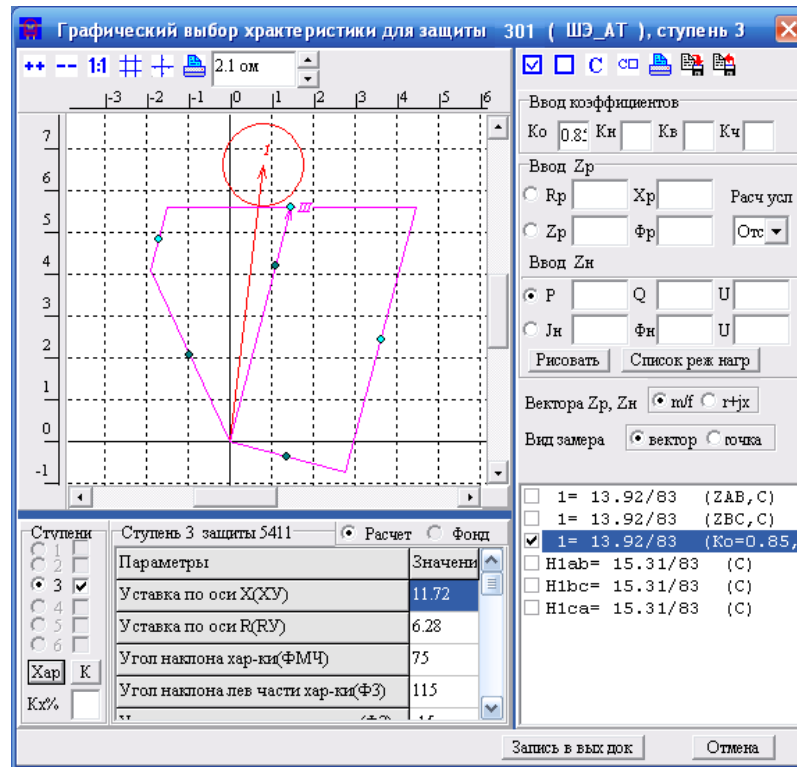 Графический выбор храктеристики для защиты 301 ( ШЭ_АТ ), ступень 3
++ -- 1:1 2.1 ом
-3 -2 -1 0 1 2 3 4 5 6
7
6
5
4
3
2
1
0
-1
1
III
С СО
Ввод коэффициентов
Ко 0.8 Кн Кв Кч
Ввод Zp
Rp Xp Расч усл
Zp Фр Отс
Ввод Zн
P Q U
Jн Фн U
Рисовать Список реж нагр
Вектора Zp, Zн m/f r+jx
Вид замера вектор точка
1= 13.92/83 (ZAB,C)
1= 13.92/83 (ZBC,C)
1= 13.92/83 (Ko=0.85,
H1ab= 15.31/83 (C)
H1bc= 15.31/83 (C)
H1ca= 15.31/83 (C)
Ступени
1
2
3
4
5
6
Хар К
Кх%
Ступень 3 защиты 5411 Расчет Фонд
Параметры Значени
Уставка по оси X(XУ) 11.72
Уставка по оси R(RУ) 6.28
Угол наклона хар-ки(ФМЧ) 75
Угол наклона лев части хар-ки(Ф3) 115
Запись в вых док Отмена